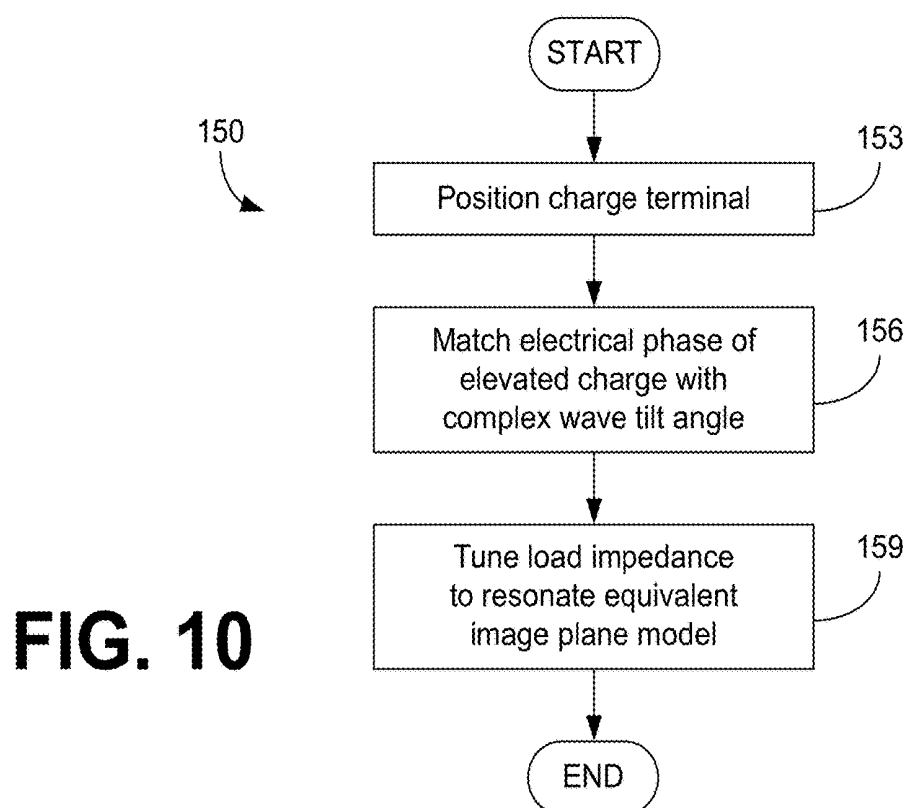 START
150
153
Position charge terminal
156
Match electrical phase of
elevated charge with
complex wave tilt angle
159
Tune load impedance
to resonate equivalent
image plane model
FIG. 10
END